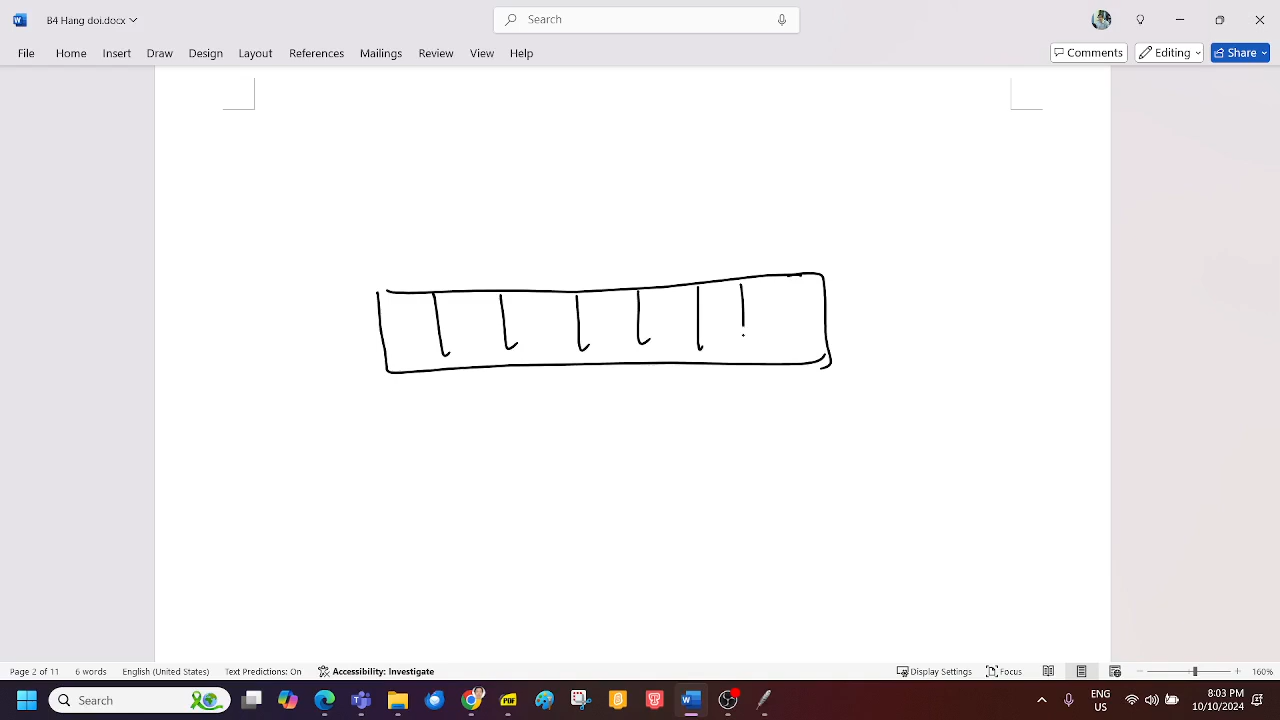 B4 Hang doi.docx
Search
File Home Insert Draw Design Layout References Mailings Review View Help
Comments Editing Share
Page 2 of 11 6 words English (United States) Text Predictions: On Accessibility: Investigate Display Settings Focus 160%
Search PDF ENG 8:03 PM
US 10/10/2024